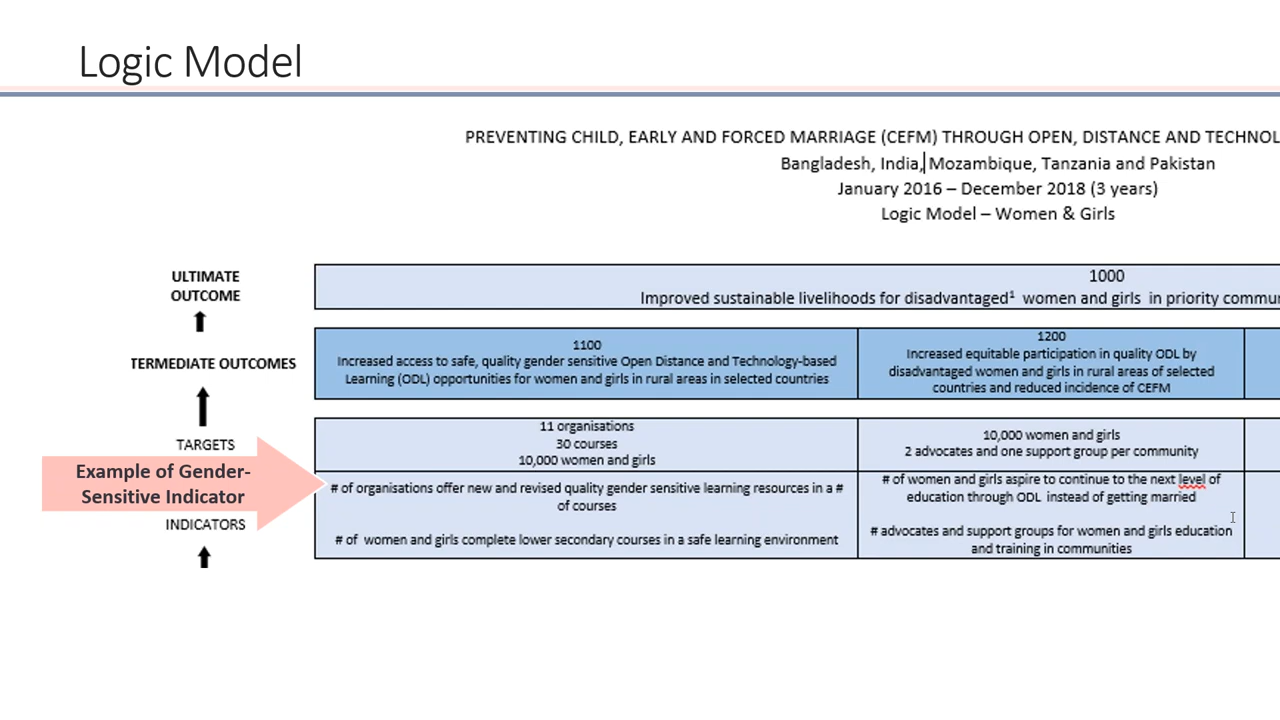 Logic Model
PREVENTING CHILD, EARLY AND FORCED MARRIAGE (CEFM) THROUGH OPEN, DISTANCE AND
Bangladesh, India, Mozambique, Tanzania and Pakistan
January 2016 – December 2018 (3 years)
Logic Model – Women & Girls
ULTIMATE
OUTCOME
1000
Improved sustainable livelihoods for disadvantaged¹ women and girls in priority
TERMEDIATE OUTCOMES
1100
Increased access to safe, quality gender sensitive Open Distance and Technology-based
Learning (ODL) opportunities for women and girls in rural areas in selected countries
1200
Increased equitable participation in quality ODL by
disadvantaged women and girls in rural areas of selected
countries and reduced incidence of CEFM
TARGETS
11 organisations
30 courses
10,000 women and girls
10,000 women and girls
2 advocates and one support group per community
Example of Gender-
Sensitive Indicator
INDICATORS
# of organisations offer new and revised quality gender sensitive learning resources in a #
of courses
# of women and girls complete lower secondary courses in a safe learning environment
# of women and girls aspire to continue to the next level of
education through ODL instead of getting married
# advocates and support groups for women and girls education
and training in communities